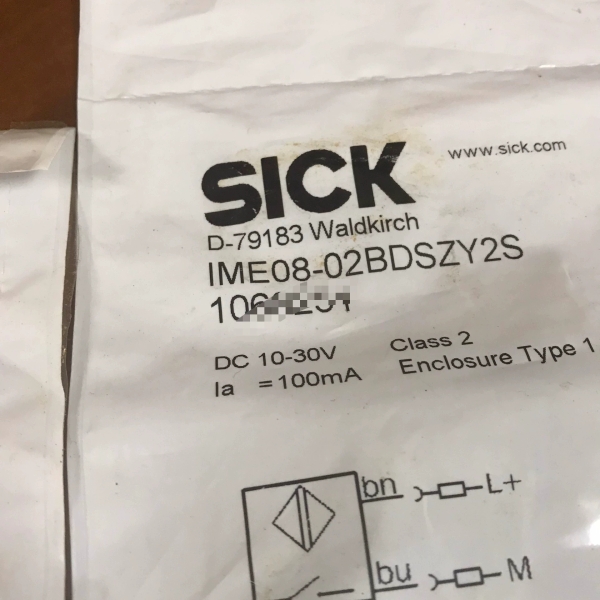 SICK
www.sick.com
D-79183 Waldkirch
IME08-02BDSZY2S
DC 10-30V
Class 2
Ia = 100mA
Enclosure Type 1
bn
L+
bu
M